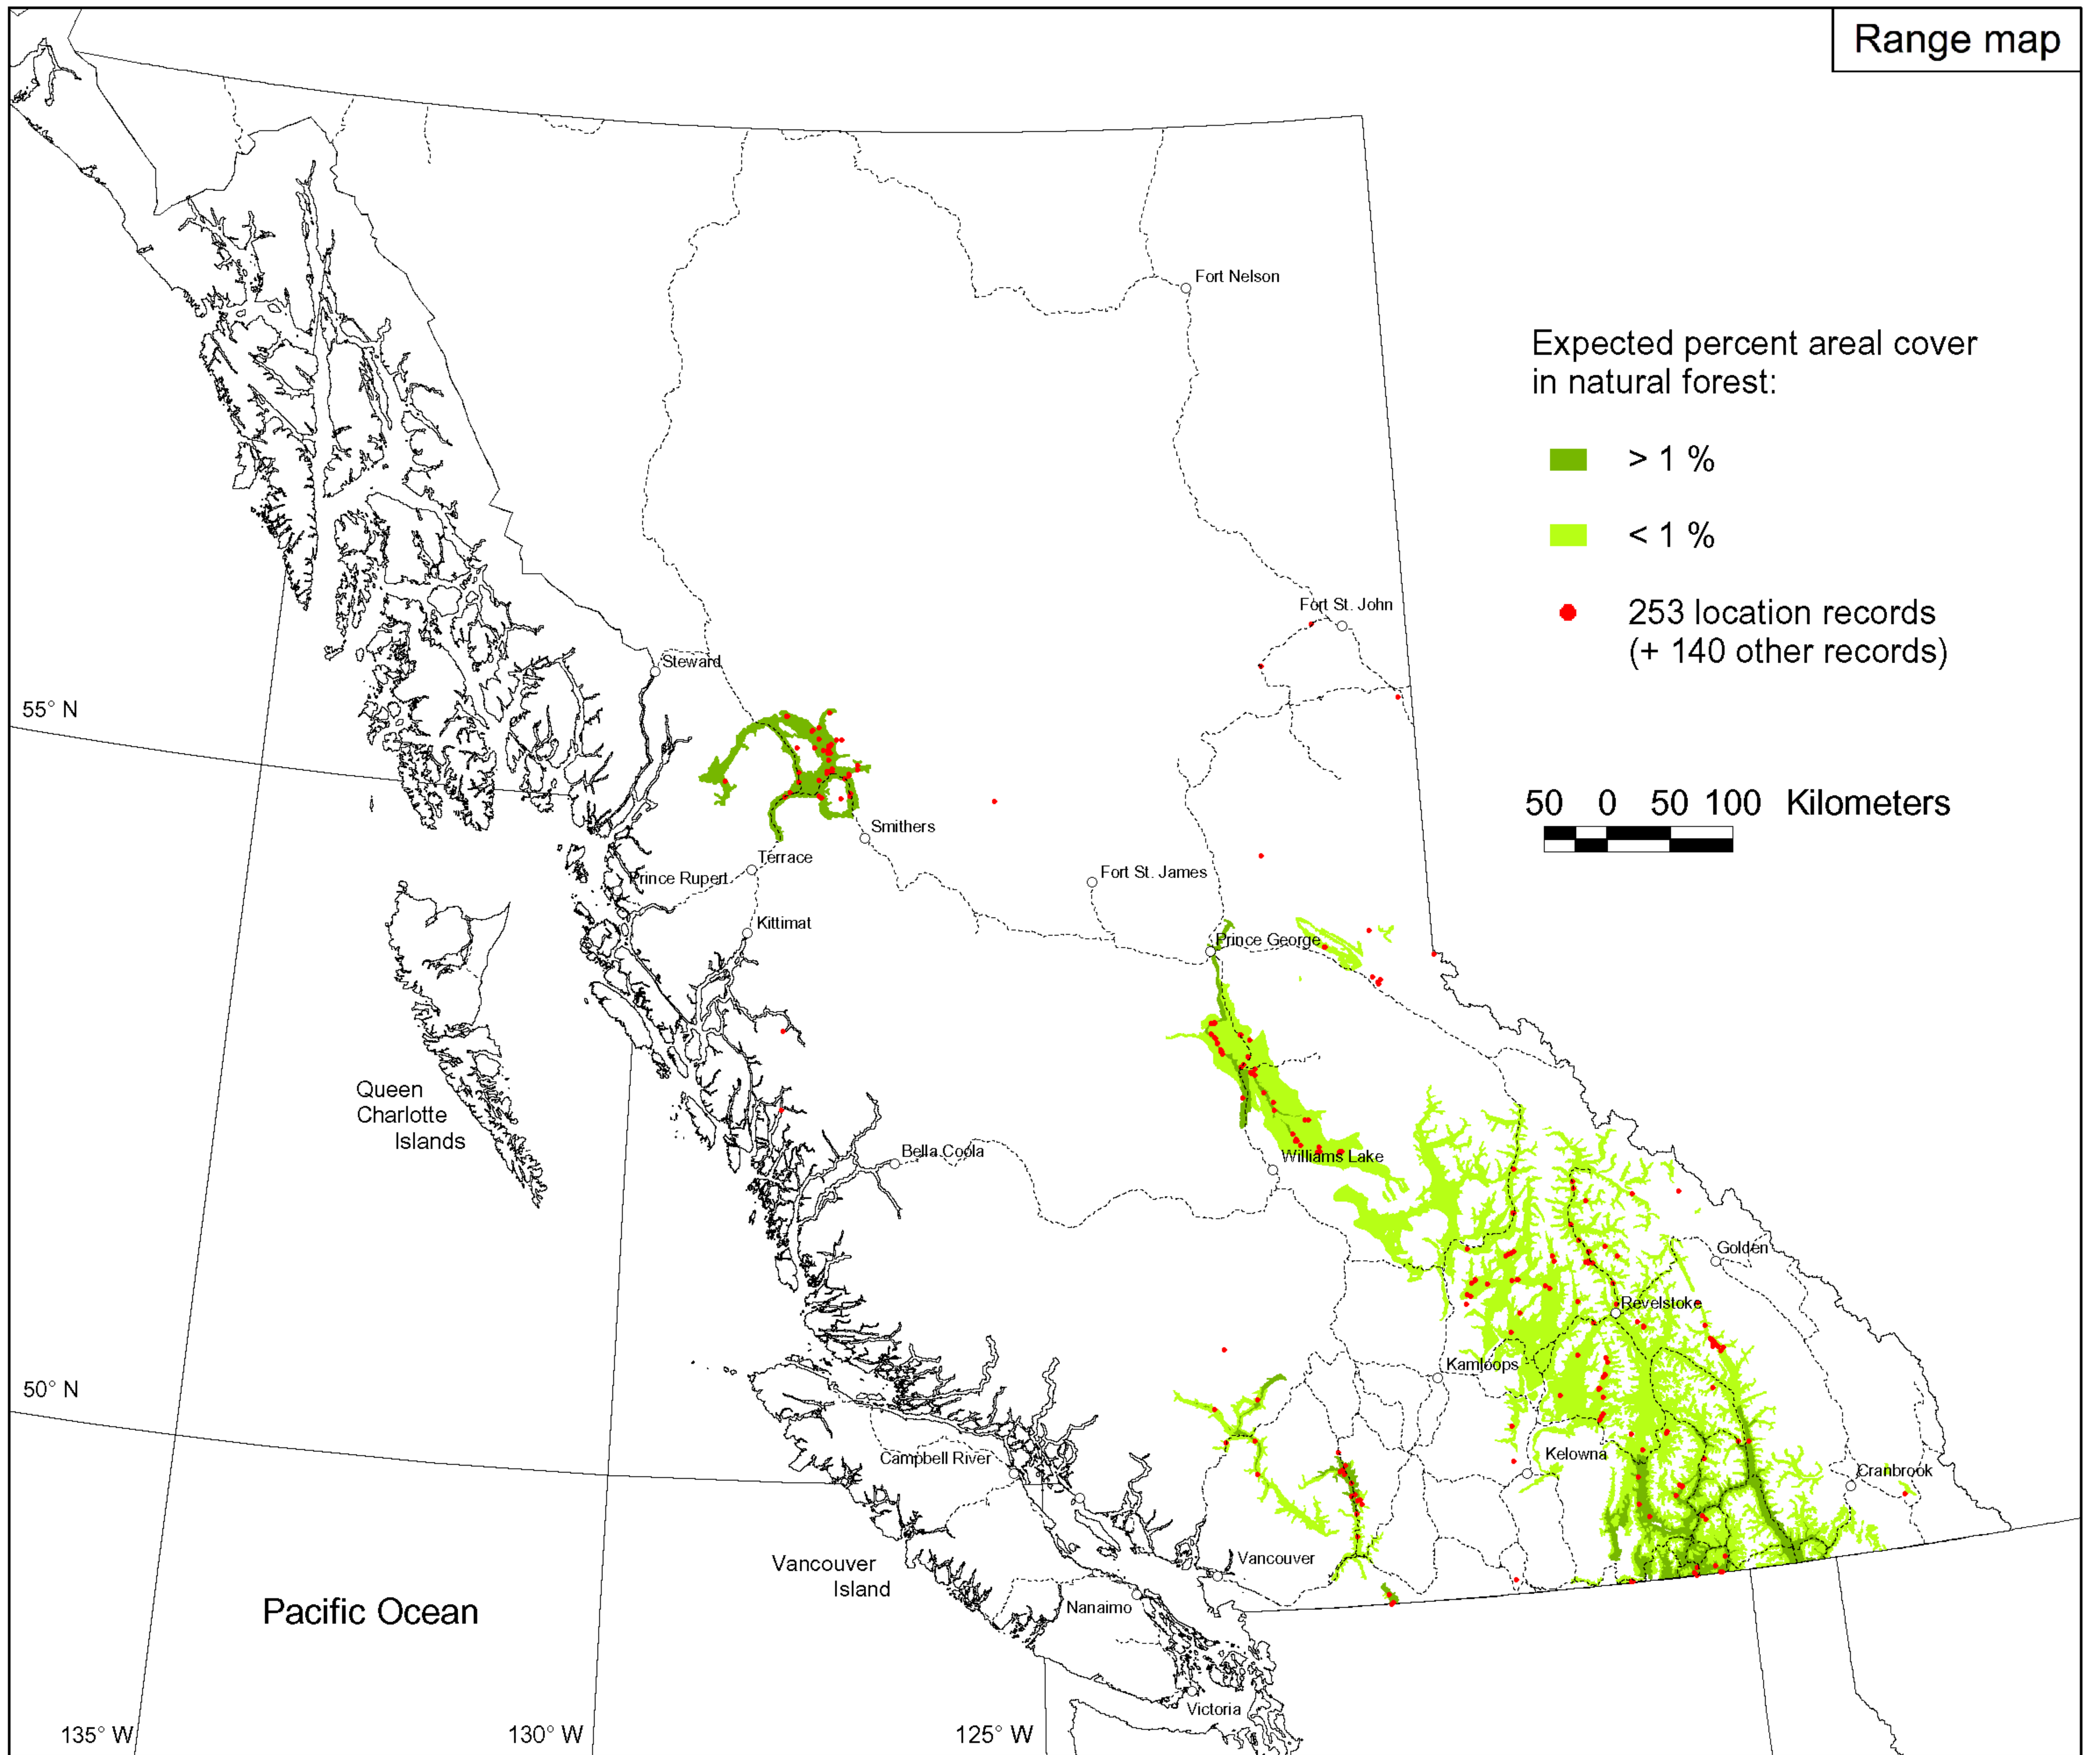 Range map
Fort Nelson
Expected percent areal cover
in natural forest:
> 1 %
< 1 %
253 location records
(+ 140 other records)
Fort St. John
Steward
55° N
50 0 50 100 Kilometers
Smithers
Terrace
Fort St. James
Prince Rupert
Kittimat
Prince George
Queen
Charlotte
Islands
Bella Coola
Williams Lake
Golden
Revelstoke
Kamloops
50° N
Kelowna
Campbell River
Cranbrook
Vancouver
Vancouver
Island
Nanaimo
Pacific Ocean
Victoria
135° W
130° W
125° W